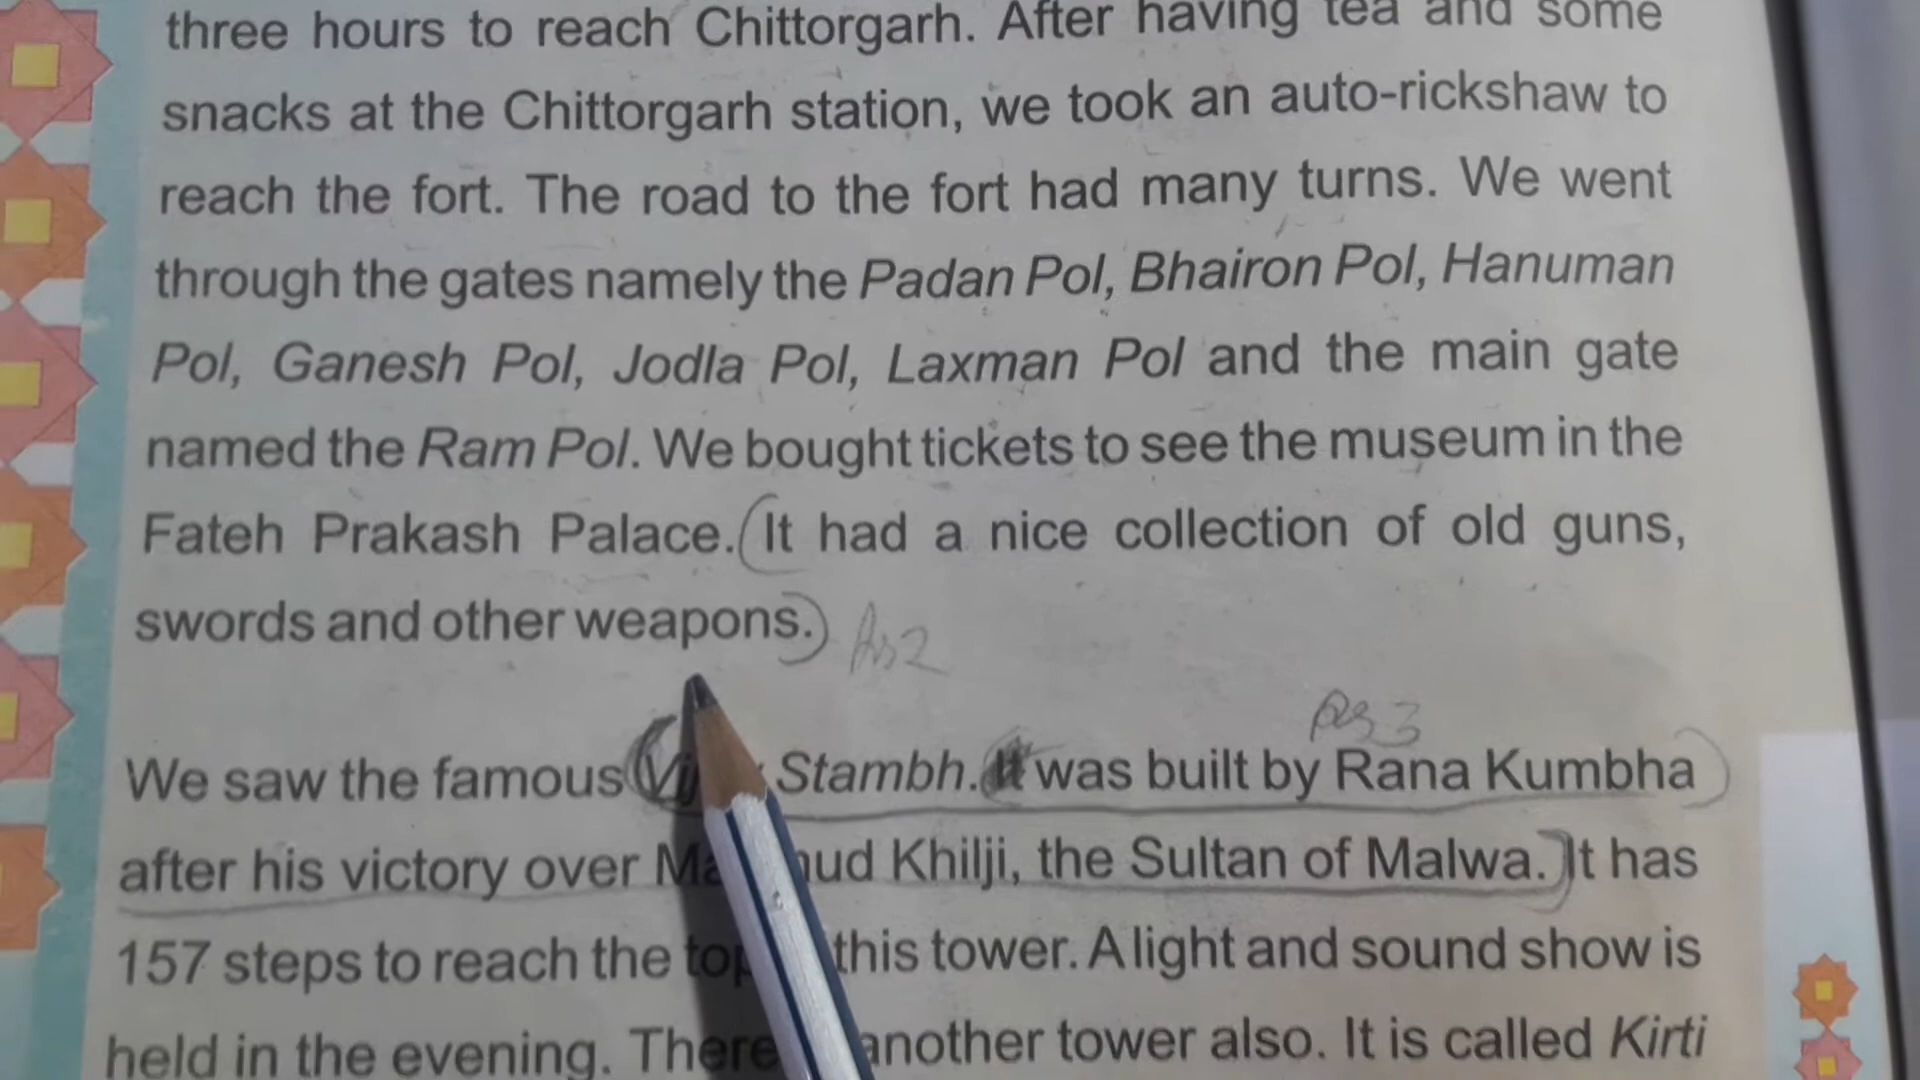 three hours to reach Chittorgarh. After having tea and some
snacks at the Chittorgarh station, we took an auto-rickshaw to
reach the fort. The road to the fort had many turns. We went
through the gates namely the Padan Pol, Bhairon Pol, Hanuman
Pol, Ganesh Pol, Jodla Pol, Laxman Pol and the main gate
named the Ram Pol. We bought tickets to see the museum in the
Fateh Prakash Palace. (It had a nice collection of old guns,
swords and other weapons.)
We saw the famous Stambh. It was built by Rana Kumbha
after his victory over Khilji, the Sultan of Malwa. It has
157 steps to reach the this tower. A light and sound show is
held in the evening. There another tower also. It is called Kirti